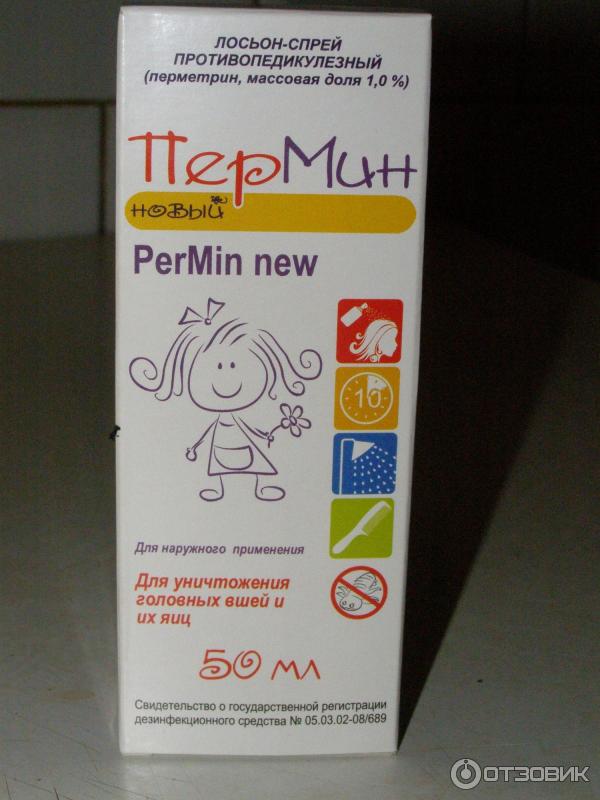 ЛОСЬОН-СПРЕЙ
ПРОТИВОПЕДИКУЛЕЗНЫЙ
(перметрин, массовая доля 1,0 %)
ПерМин
новый
PerMin new
10
Для наружного применения
Для уничтожения
головных вшей и
их яиц
50 мл
Свидетельство о государственной регистрации
дезинфекционного средства № 05.03.02-08/689
ОТЗОВИК